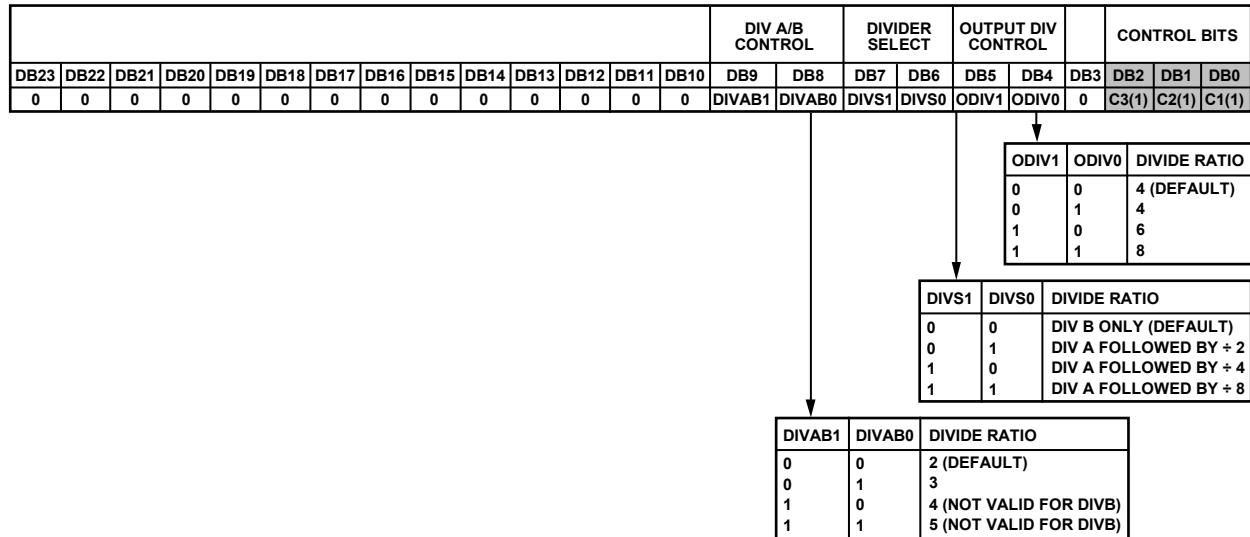 DIV A/B CONTROL DIVIDER SELECT OUTPUT DIV CONTROL CONTROL BITS
DB23 DB22 DB21 DB20 DB19 DB18 DB17 DB16 DB15 DB14 DB13 DB12 DB11 DB10 DB9 DB8 DB7 DB6 DB5 DB4 DB3 DB2 DB1 DB0
0 0 0 0 0 0 0 0 0 0 0 0 0 0 DIVAB1 DIVAB0 DIVS1 DIVS0 ODIV1 ODIV0 0 C3(1) C2(1) C1(1)
ODIV1 ODIV0 DIVIDE RATIO
0 0 4 (DEFAULT)
0 1 4
1 0 6
1 1 8
DIVS1 DIVS0 DIVIDE RATIO
0 0 DIV B ONLY (DEFAULT)
0 1 DIV A FOLLOWED BY ÷ 2
1 0 DIV A FOLLOWED BY ÷ 4
1 1 DIV A FOLLOWED BY ÷ 8
DIVAB1 DIVAB0 DIVIDE RATIO
0 0 2 (DEFAULT)
0 1 3
1 0 4 (NOT VALID FOR DIVB)
1 1 5 (NOT VALID FOR DIVB)